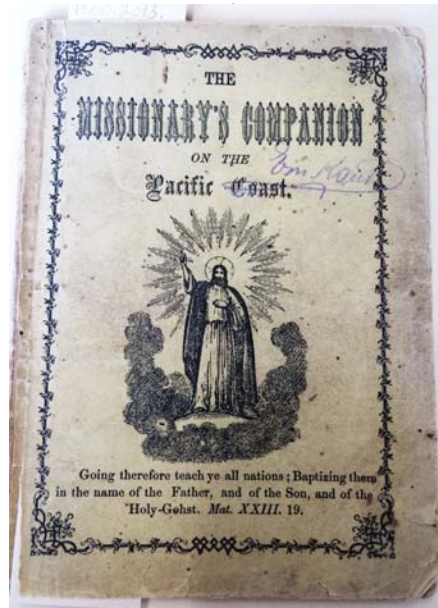 THE
MISSIONARY'S COMPANION
ON THE
Pacific Coast.
Going therefore teach ye all nations; Baptizing them
in the name of the Father, and of the Son, and of the
Holy-Gohst. Mat. XXIII. 19.